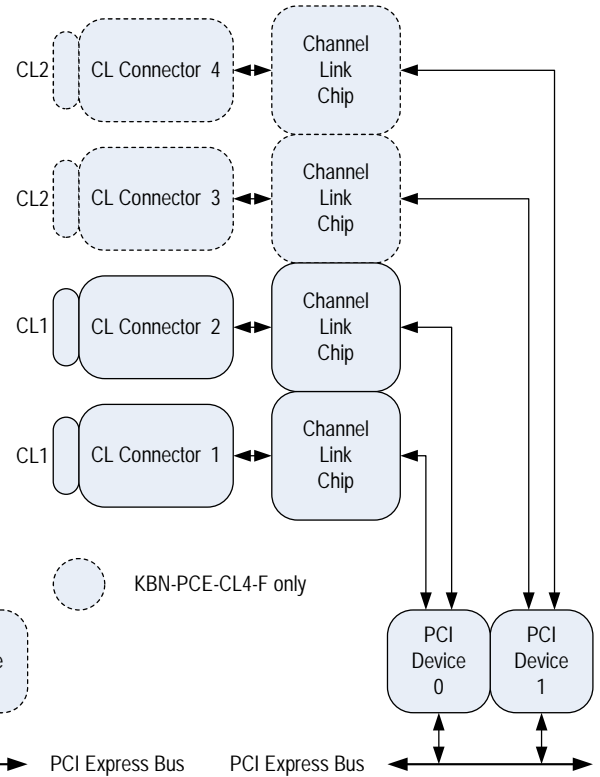 CL2
CL Connector 4
Channel
Link
Chip
CL2
CL Connector 3
Channel
Link
Chip
CL1
CL Connector 2
Channel
Link
Chip
CL1
CL Connector 1
Channel
Link
Chip
KBN-PCE-CL4-F only
PCI
Device
0
PCI
Device
1
PCI Express Bus
PCI Express Bus